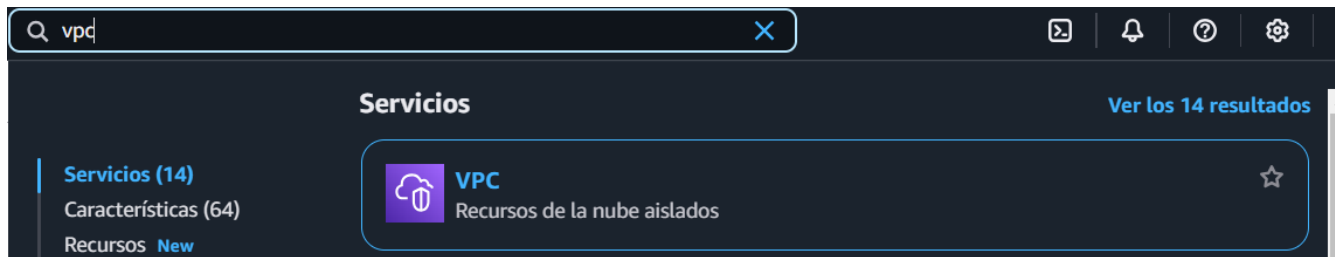 vpc
Servicios
Ver los 14 resultados
Servicios (14)
Características (64)
Recursos New
VPC
Recursos de la nube aislados